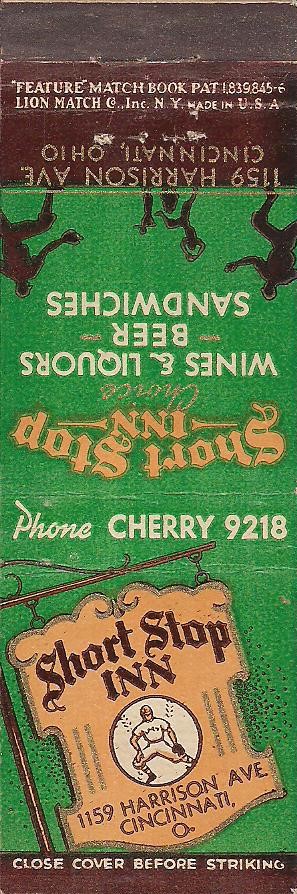 "FEATURE" MATCH BOOK PAT 1,839,845-6
LION MATCH Co., INC. N.Y. MADE IN U.S.A
Short Stop
INN
Choice
WINES & LIQUORS
- BEER -
SANDWICHES
1159 HARRISON AVE
CINCINNATI, OHIO
Phone CHERRY 9218
Short Stop
INN
1159 HARRISON AVE.
CINCINNATI,
O.
CLOSE COVER BEFORE STRIKING